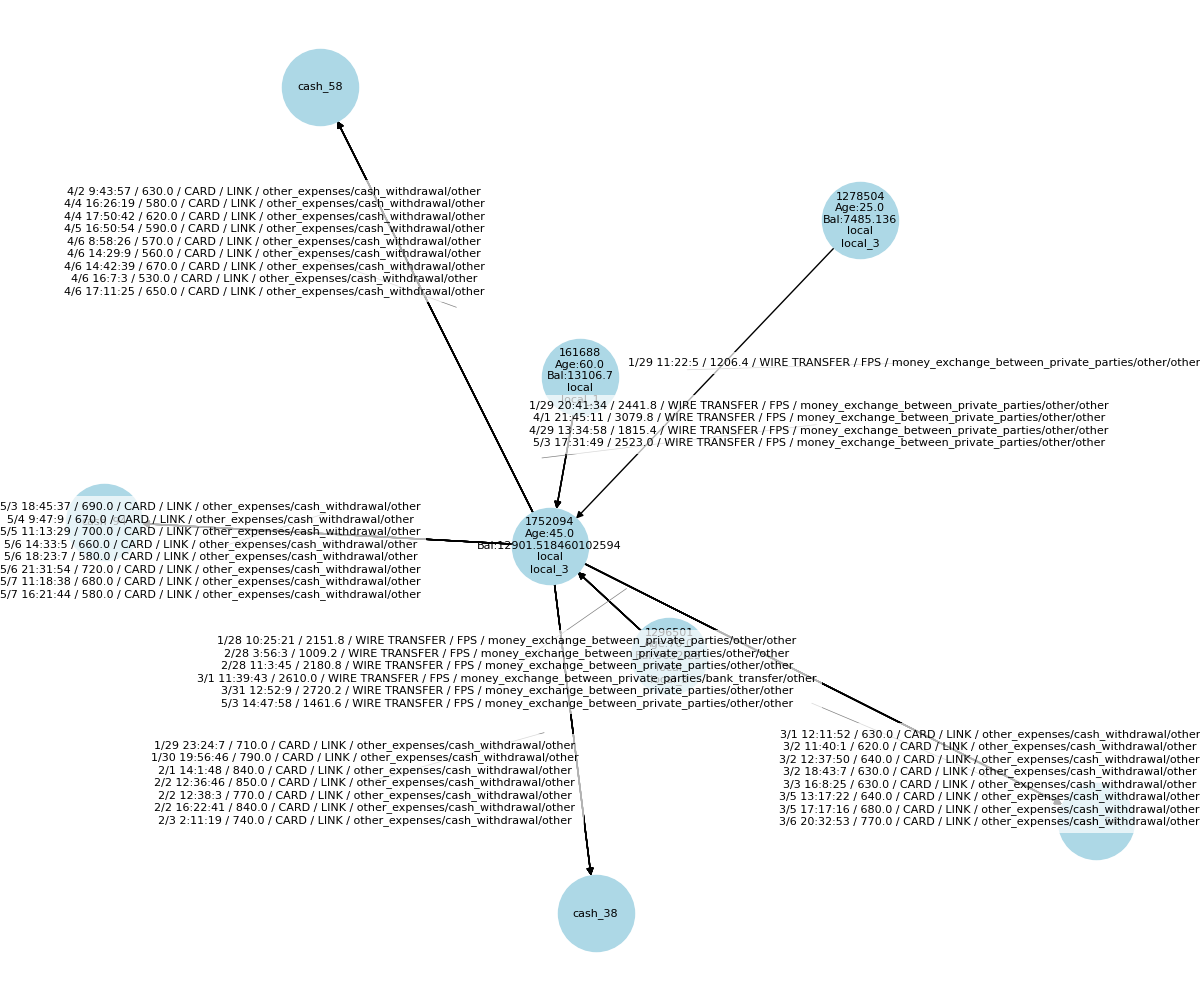 cash_58
4/2 9:43:57 / 630.0 / CARD / LINK / other_expenses/cash_withdrawal/other
4/4 16:26:19 / 580.0 / CARD / LINK / other_expenses/cash_withdrawal/other
4/4 17:50:42 / 620.0 / CARD / LINK / other_expenses/cash_withdrawal/other
4/5 16:50:54 / 590.0 / CARD / LINK / other_expenses/cash_withdrawal/other
4/6 8:58:26 / 570.0 / CARD / LINK / other_expenses/cash_withdrawal/other
4/6 14:29:9 / 560.0 / CARD / LINK / other_expenses/cash_withdrawal/other
4/6 14:42:39 / 670.0 / CARD / LINK / other_expenses/cash_withdrawal/other
4/6 16:7:3 / 530.0 / CARD / LINK / other_expenses/cash_withdrawal/other
4/6 17:11:25 / 650.0 / CARD / LINK / other_expenses/cash_withdrawal/other
1278504
Age:25.0
Bal:7485.136
local
local_3
161688
Age:60.0
Bal:13106.7
local
1/29 11:22:5 / 1206.4 / WIRE TRANSFER / FPS / money_exchange_between_private_parties/other/other
1/29 20:41:34 / 2441.8 / WIRE TRANSFER / FPS / money_exchange_between_private_parties/other/other
4/1 21:45:11 / 3079.8 / WIRE TRANSFER / FPS / money_exchange_between_private_parties/other/other
4/29 13:34:58 / 1815.4 / WIRE TRANSFER / FPS / money_exchange_between_private_parties/other/other
5/3 17:31:49 / 2523.0 / WIRE TRANSFER / FPS / money_exchange_between_private_parties/other/other
5/3 18:45:37 / 690.0 / CARD / LINK / other_expenses/cash_withdrawal/other
5/4 9:47:9 / 670.0 / CARD / LINK / other_expenses/cash_withdrawal/other
5/5 11:13:29 / 700.0 / CARD / LINK / other_expenses/cash_withdrawal/other
5/6 14:33:5 / 660.0 / CARD / LINK / other_expenses/cash_withdrawal/other
5/6 18:23:7 / 580.0 / CARD / LINK / other_expenses/cash_withdrawal/other
5/6 21:31:54 / 720.0 / CARD / LINK / other_expenses/cash_withdrawal/other
5/7 11:18:38 / 680.0 / CARD / LINK / other_expenses/cash_withdrawal/other
5/7 16:21:44 / 580.0 / CARD / LINK / other_expenses/cash_withdrawal/other
1752094
Age:45.0
Bal:12901.518460102594
local
local_3
1296501
1/28 10:25:21 / 2151.8 / WIRE TRANSFER / FPS / money_exchange_between_private_parties/other/other
2/28 3:56:3 / 1009.2 / WIRE TRANSFER / FPS / money_exchange_between_private_parties/other/other
2/28 11:3:45 / 2180.8 / WIRE TRANSFER / FPS / money_exchange_between_private_parties/other/other
3/1 11:39:43 / 2610.0 / WIRE TRANSFER / FPS / money_exchange_between_private_parties/bank_transfer/other
3/31 12:52:9 / 2720.2 / WIRE TRANSFER / FPS / money_exchange_between_private_parties/other/other
5/3 14:47:58 / 1461.6 / WIRE TRANSFER / FPS / money_exchange_between_private_parties/other/other
1/29 23:24:7 / 710.0 / CARD / LINK / other_expenses/cash_withdrawal/other
1/30 19:56:46 / 790.0 / CARD / LINK / other_expenses/cash_withdrawal/other
2/1 14:1:48 / 840.0 / CARD / LINK / other_expenses/cash_withdrawal/other
2/2 12:36:46 / 850.0 / CARD / LINK / other_expenses/cash_withdrawal/other
2/2 12:38:3 / 770.0 / CARD / LINK / other_expenses/cash_withdrawal/other
2/2 16:22:41 / 840.0 / CARD / LINK / other_expenses/cash_withdrawal/other
2/3 2:11:19 / 740.0 / CARD / LINK / other_expenses/cash_withdrawal/other
3/1 12:11:52 / 630.0 / CARD / LINK / other_expenses/cash_withdrawal/other
3/2 11:40:1 / 620.0 / CARD / LINK / other_expenses/cash_withdrawal/other
3/2 12:37:50 / 640.0 / CARD / LINK / other_expenses/cash_withdrawal/other
3/2 18:43:7 / 630.0 / CARD / LINK / other_expenses/cash_withdrawal/other
3/3 16:8:25 / 630.0 / CARD / LINK / other_expenses/cash_withdrawal/other
3/5 13:17:22 / 640.0 / CARD / LINK / other_expenses/cash_withdrawal/other
3/5 17:17:16 / 680.0 / CARD / LINK / other_expenses/cash_withdrawal/other
3/6 20:32:53 / 770.0 / CARD / LINK / other_expenses/cash_withdrawal/other
cash_38